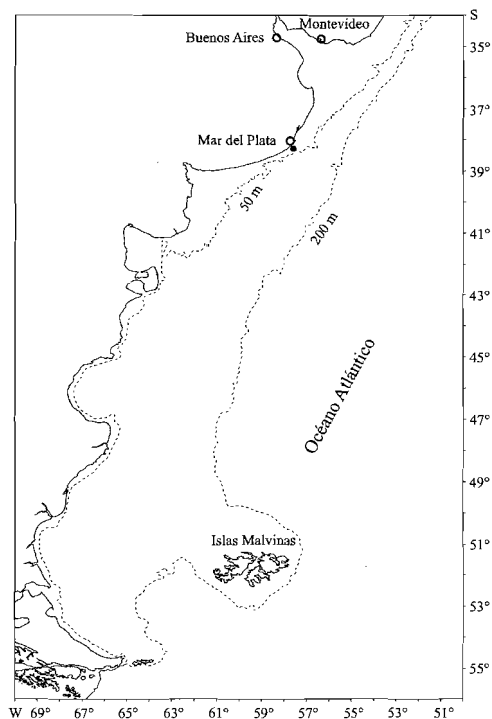 S
Montevideo
Buenos Aires
35°
37°
Mar del Plata
39°
50 m
200 m
41°
43°
45°
Océano Atlántico
47°
49°
Islas Malvinas
51°
53°
55°
W 69° 67° 65° 63° 61° 59° 57° 55° 53° 51°